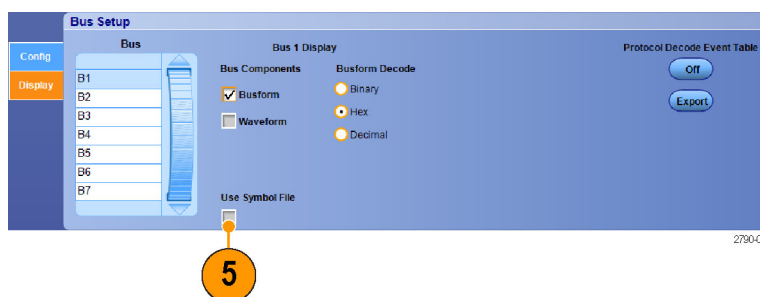 Bus Setup
Config
Display
Bus
B1
B2
B3
B4
B5
B6
B7
Bus 1 Display
Bus Components
Busform
Waveform
Busform Decode
Binary
Hex
Decimal
Use Symbol File
Protocol Decode Event Table
Off
Export
5